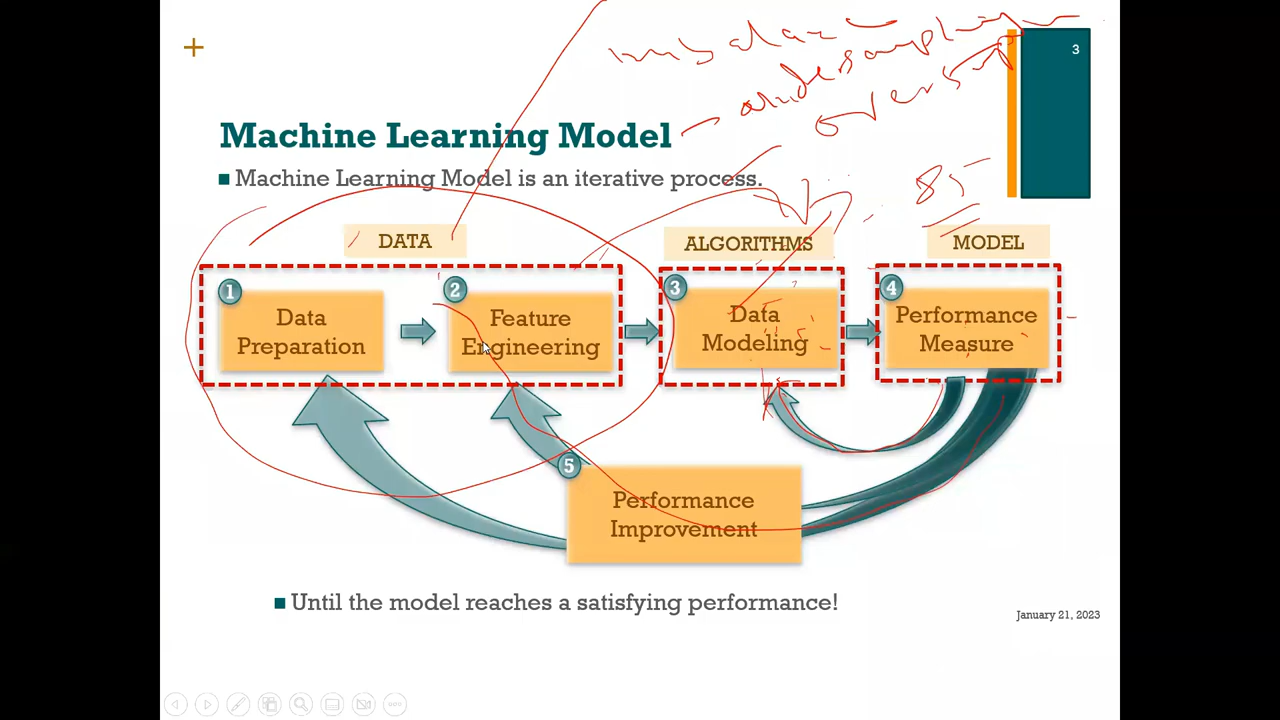 3
Machine Learning Model
Machine Learning Model is an iterative process.
85
DATA
ALGORITHMS
MODEL
1
Data
Preparation
2
Feature
Engineering
3
Data
Modeling
4
Performance
Measure
5
Performance
Improvement
Until the model reaches a satisfying performance!
January 21, 2023